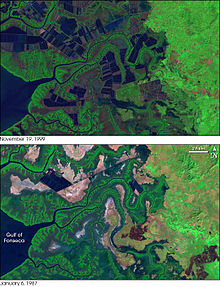 November 19, 1999
Gulf of
Fonseca
N
January 6, 1987